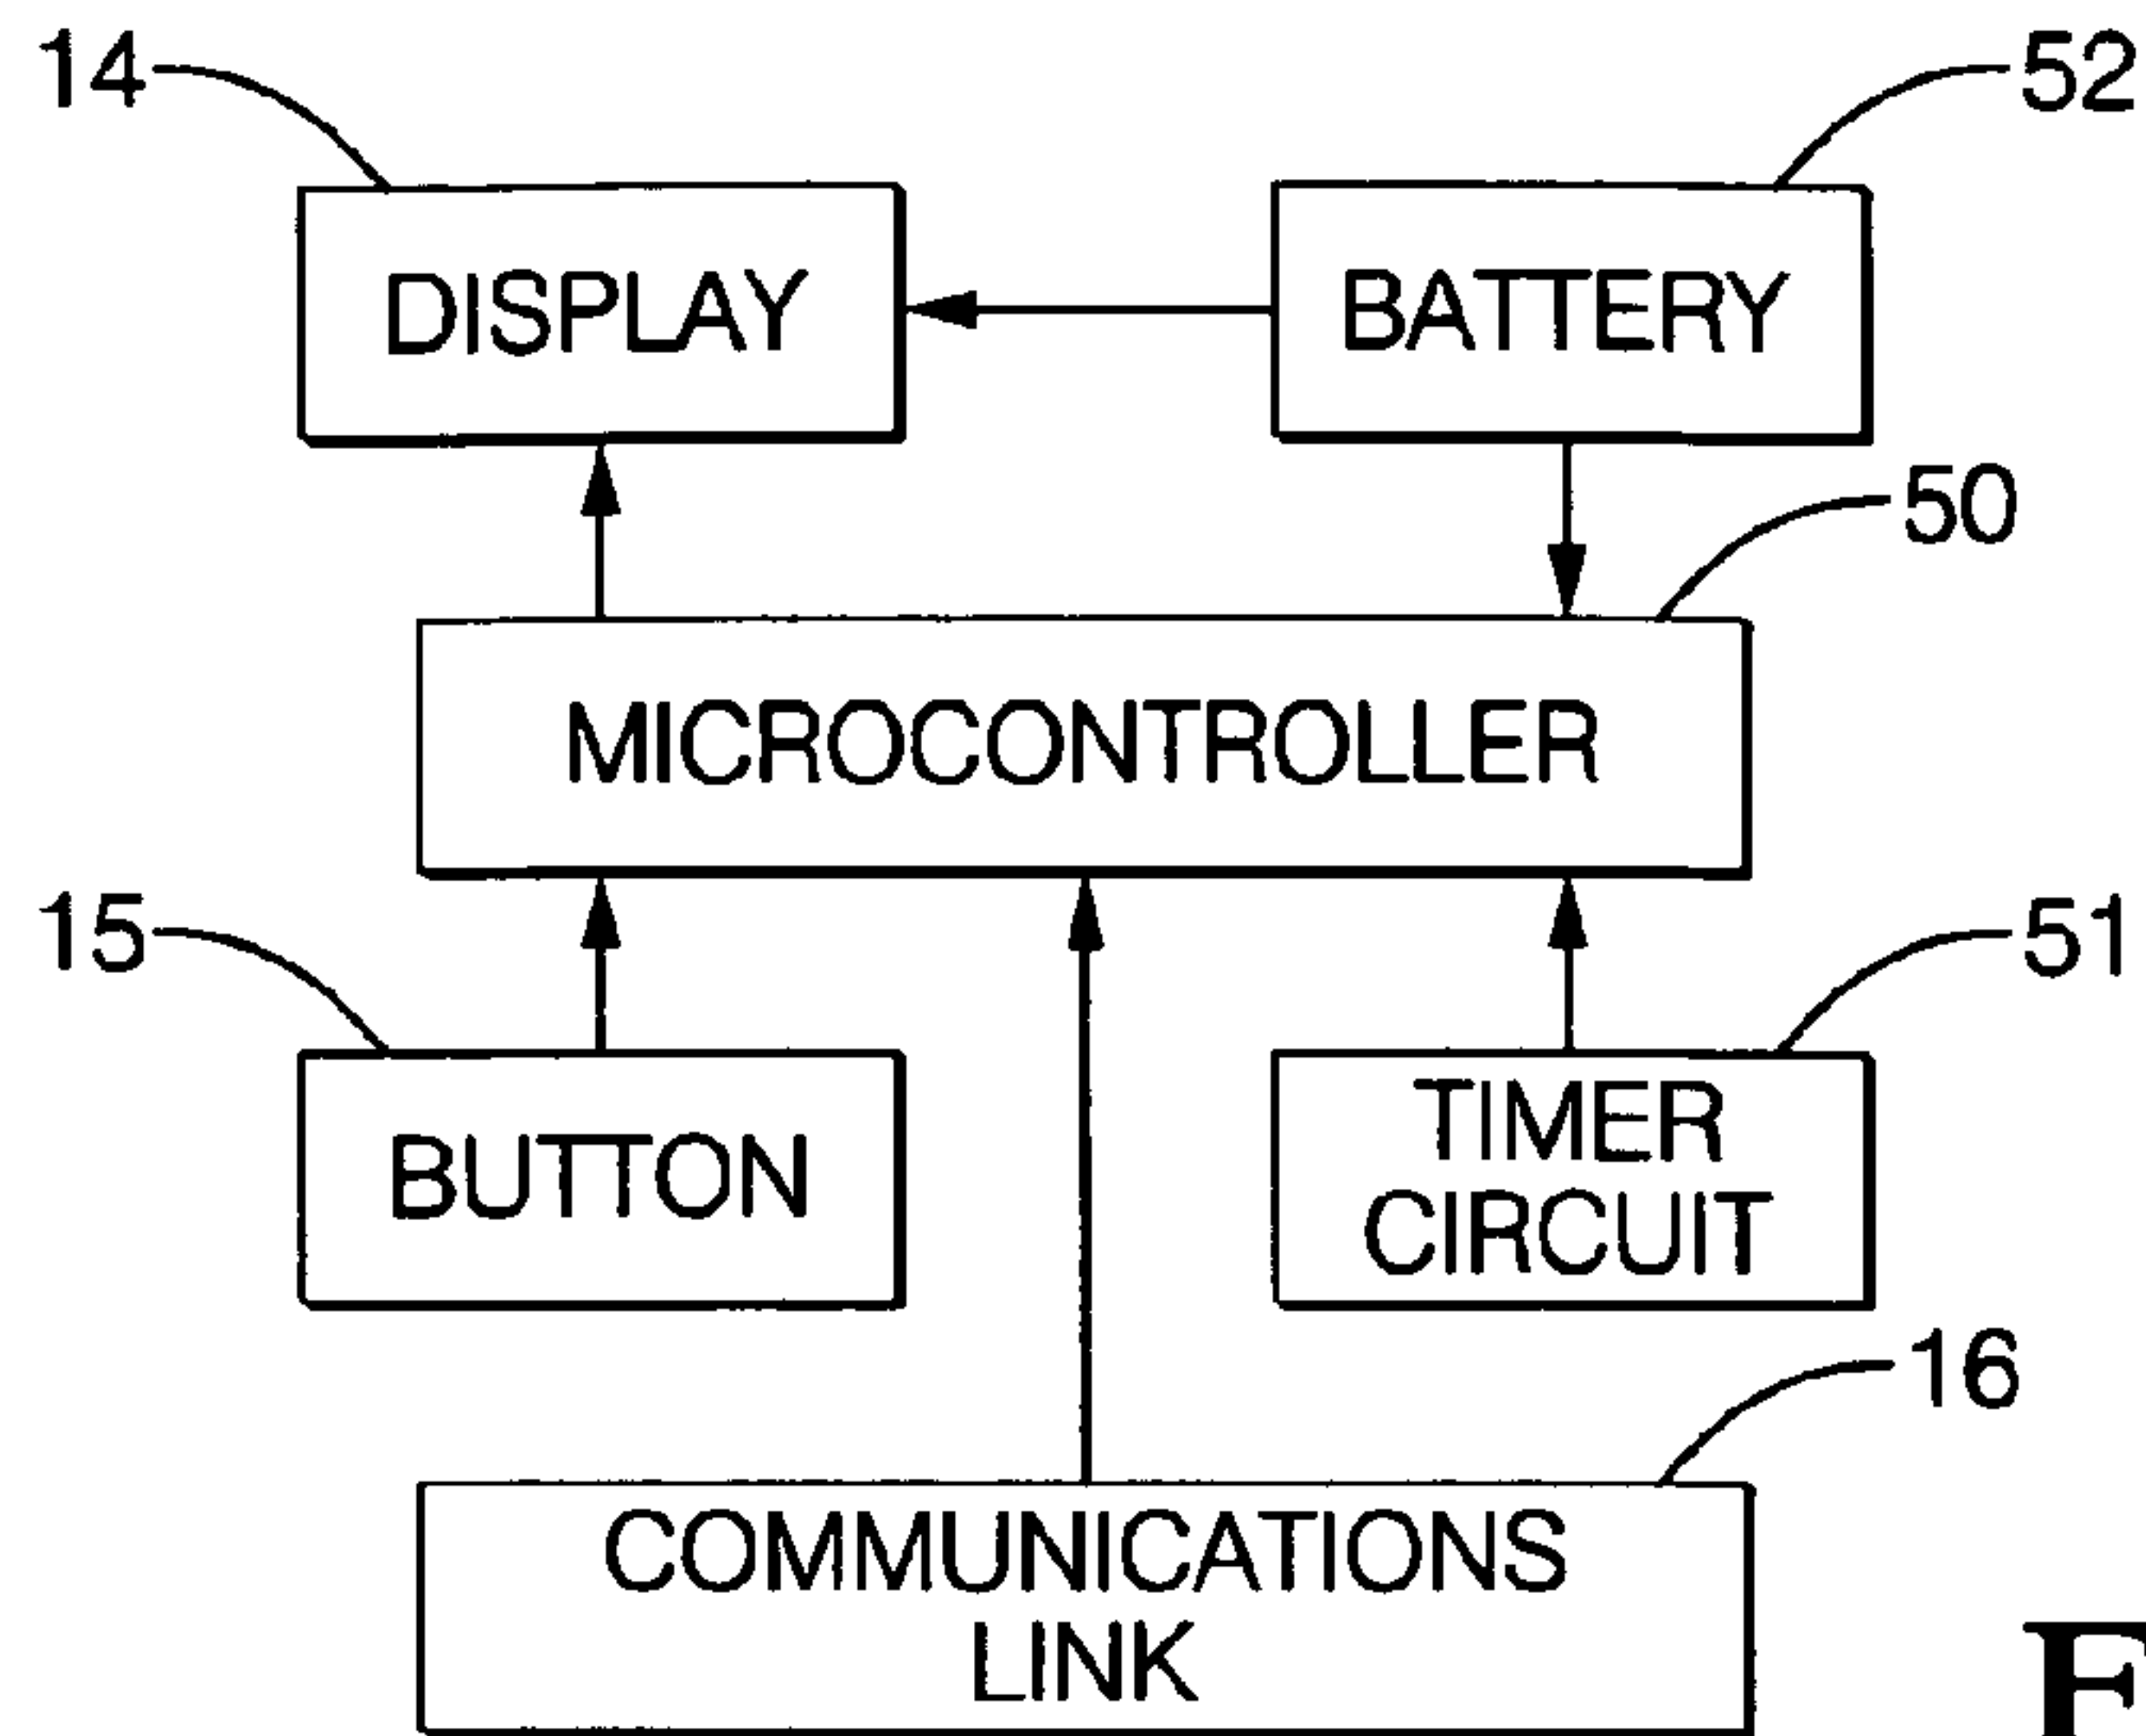 14
52
DISPLAY
BATTERY
50
MICROCONTROLLER
15
51
BUTTON
TIMER
CIRCUIT
16
COMMUNICATIONS
LINK
F